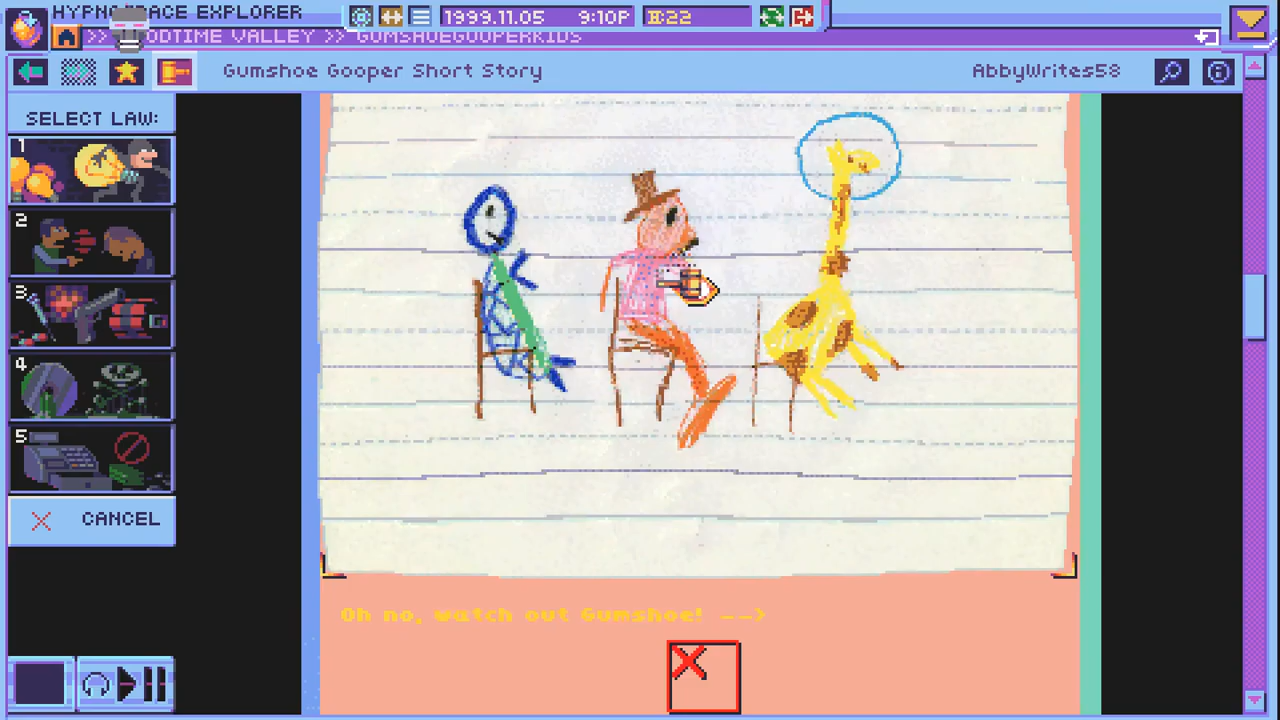 HYPNOSPACE EXPLORER
1999.11.05 9:10P
22
ODTIME VALLEY >> GUMSHOEGOOPERKIDS
Gumshoe Gooper Short Story
AbbyWrites58
SELECT LAW:
1
2
3
4
5
CANCEL
Oh no, watch out Gumshoe! -->